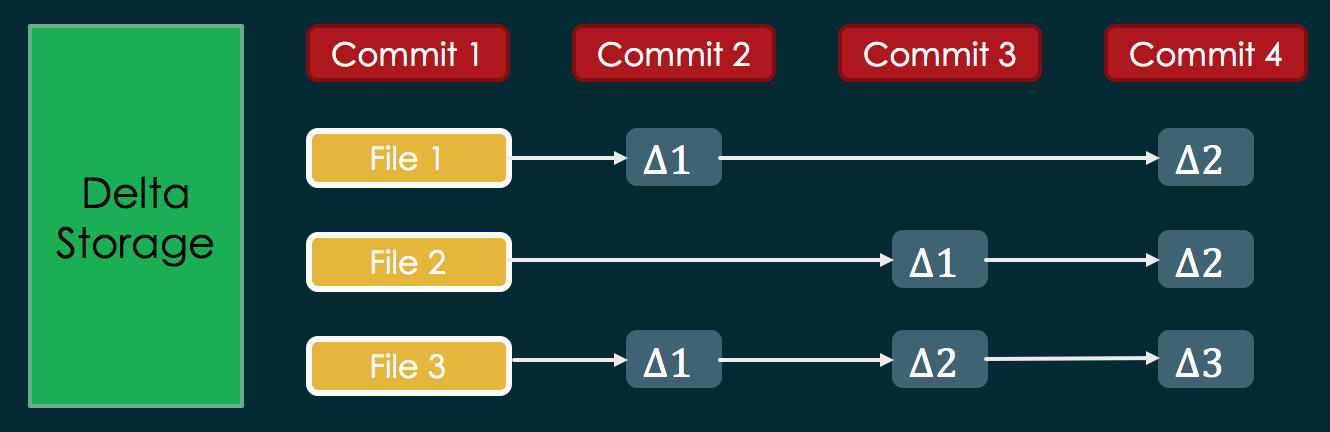 Delta
Storage
Commit 1
Commit 2
Commit 3
Commit 4
File 1
Δ1
Δ2
File 2
Δ1
Δ2
File 3
Δ1
Δ2
Δ3